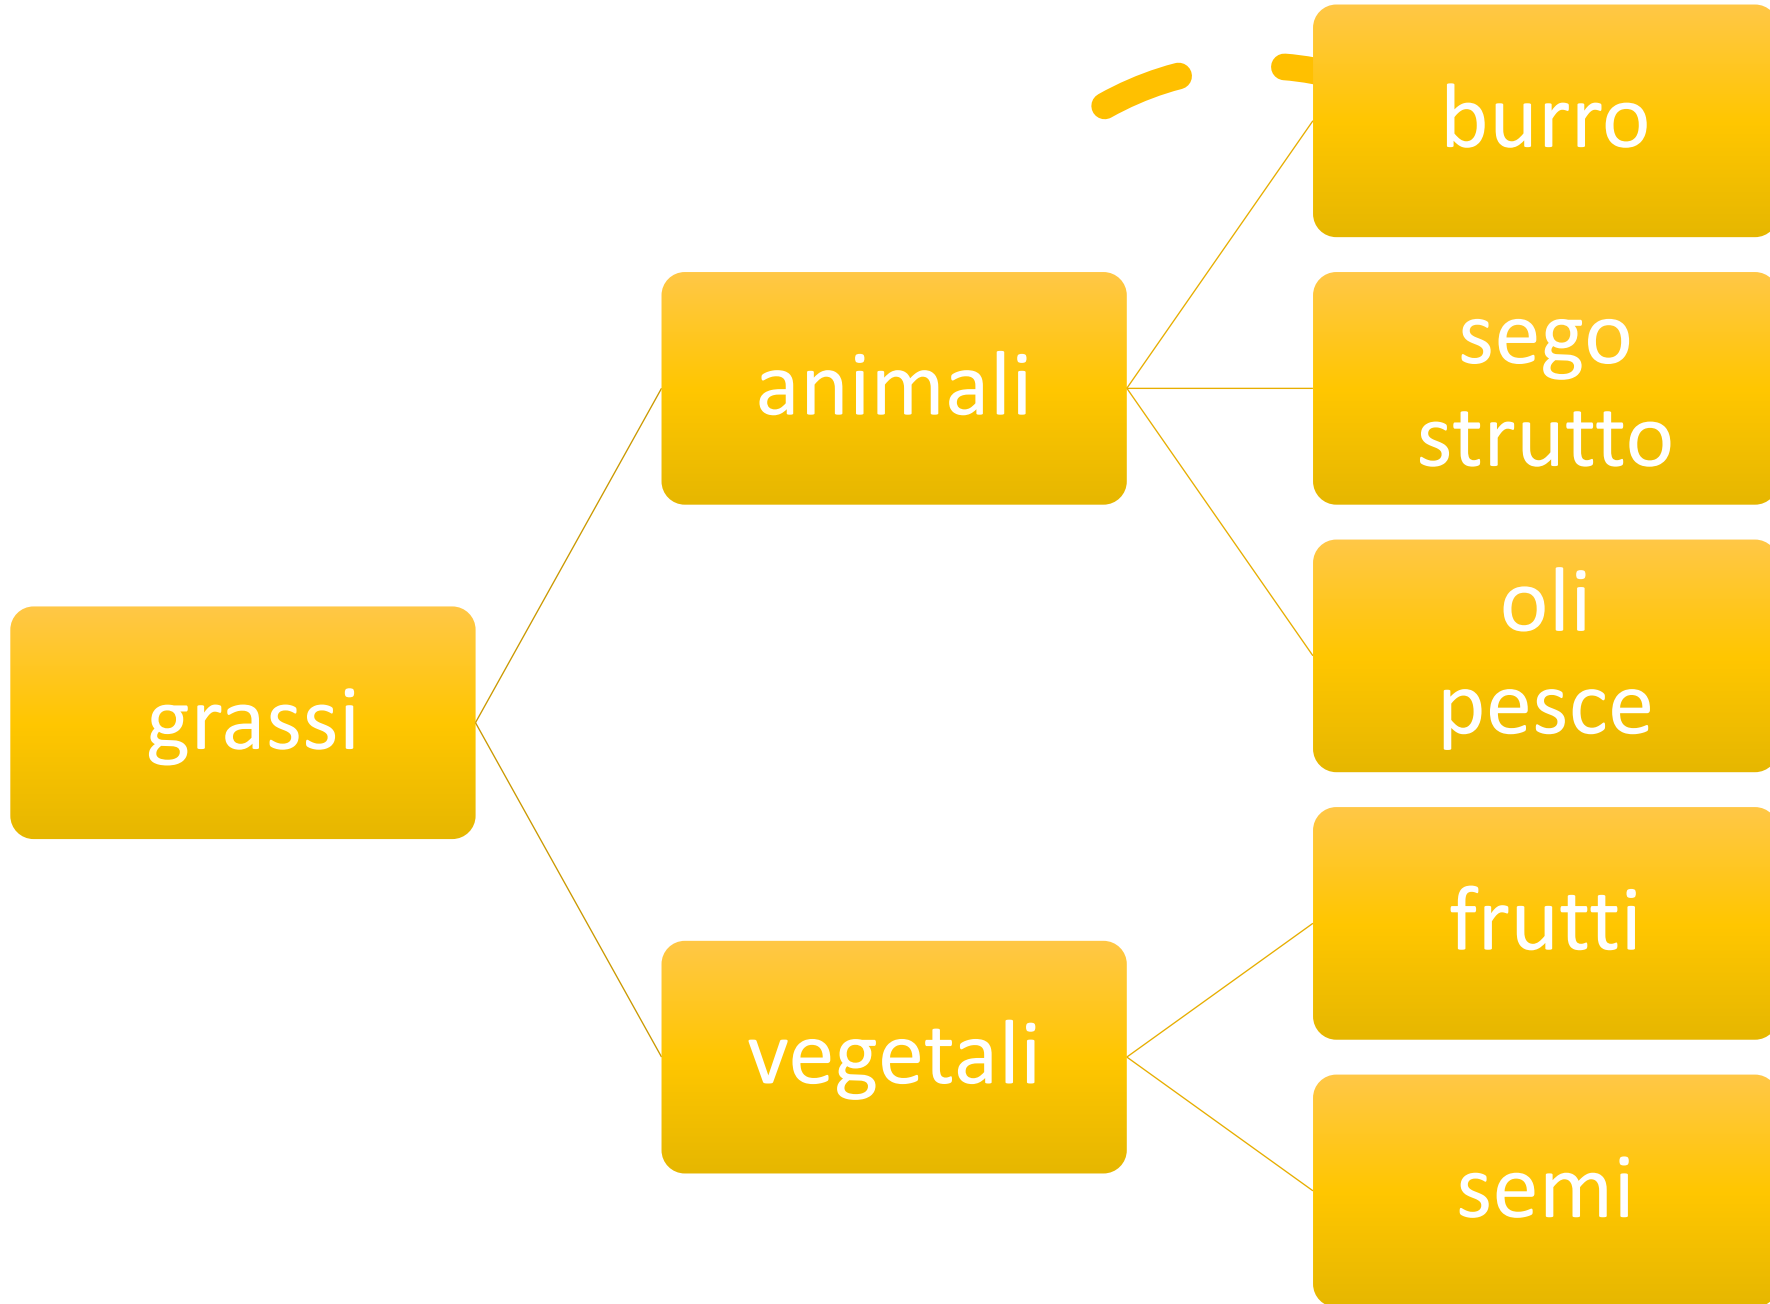 grassi
animali
burro
sego
strutto
oli
pesce
vegetali
frutti
semi